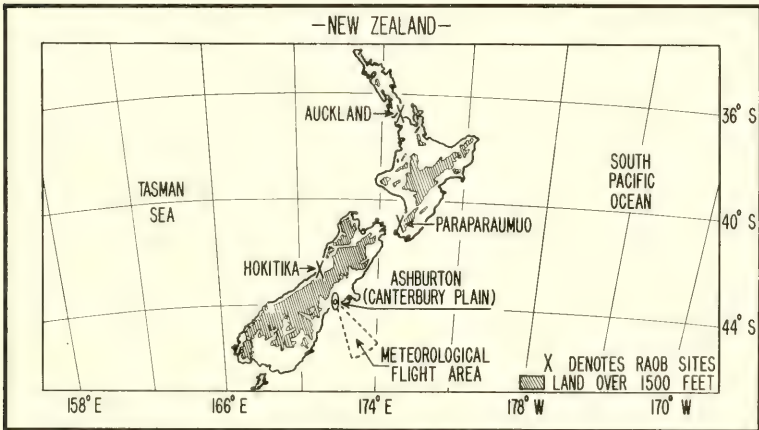 —NEW ZEALAND—
AUCKLAND
36° S
TASMAN
SEA
SOUTH
PACIFIC
OCEAN
40° S
PARAPARAUMUO
HOKITIKA
ASHBURTON
(CANTERBURY PLAIN)
44° S
METEOROLOGICAL
FLIGHT AREA
X DENOTES RAOB SITES
LAND OVER 1500 FEET
158° E
166° E
174° E
178° W
170° W